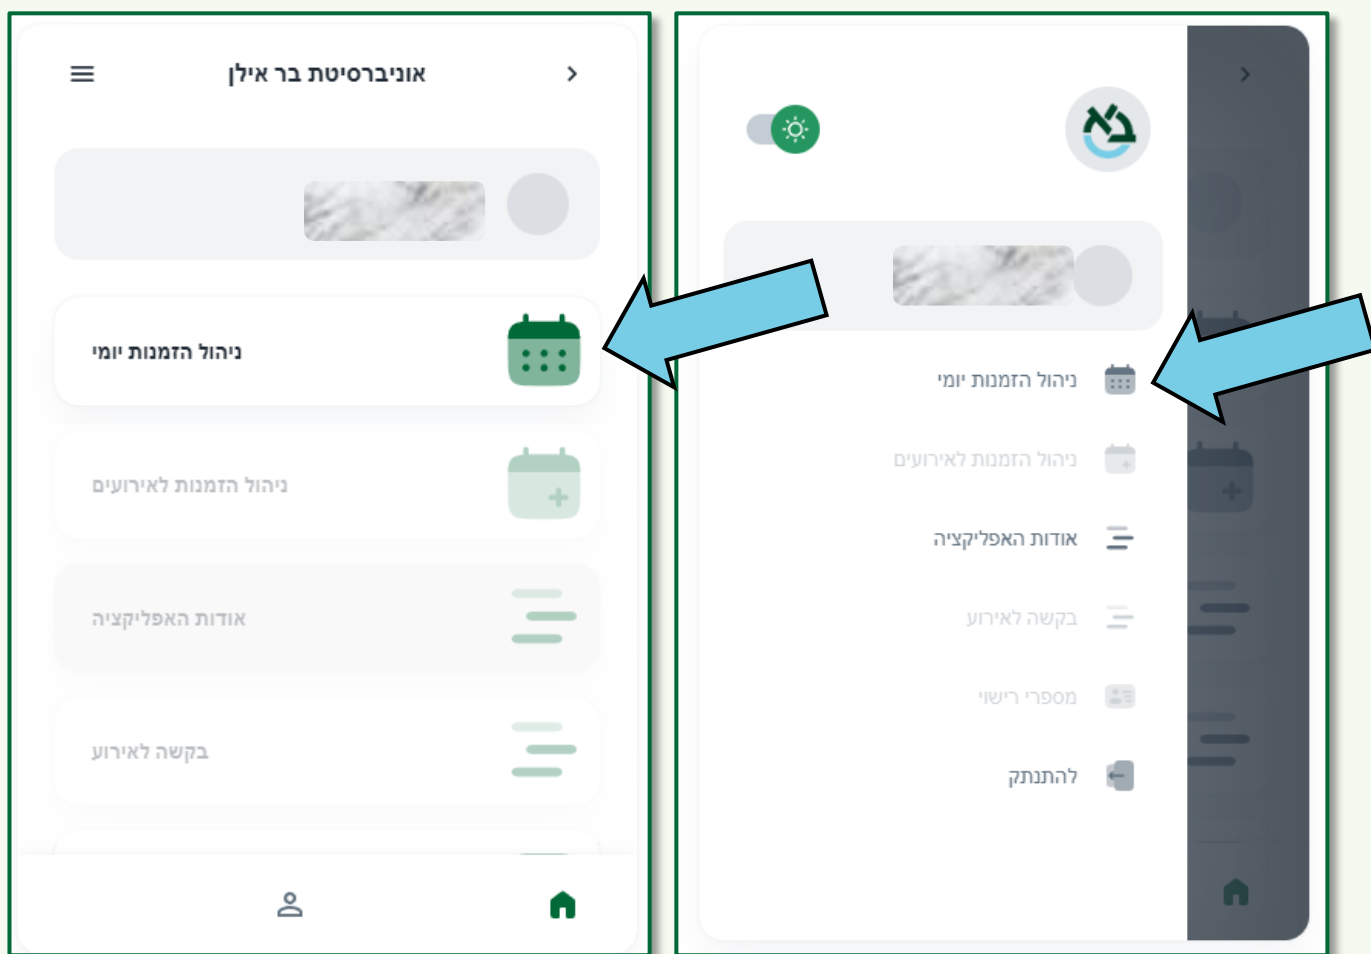 אוניברסיטת בר אילן
ניהול הזמנות יומי
ניהול הזמנות לאירועים
אודות האפליקציה
בקשה לאירוע
בא
ניהול הזמנות יומי
ניהול הזמנות לאירועים
אודות האפליקציה
בקשה לאירוע
מספרי רישוי
להתנתק